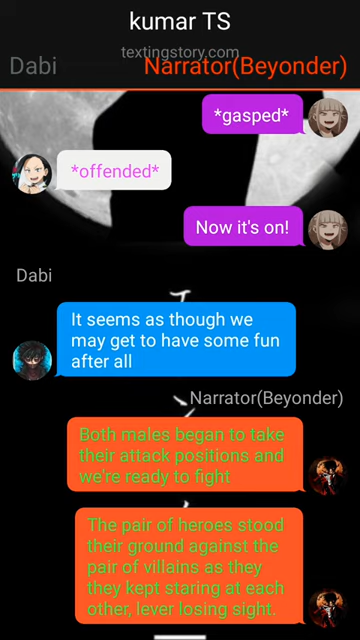 kumar TS
textingstory.com
Dabi
Narrator(Beyonder)
*gasped*
*offended*
Now it's on!
Dabi
It seems as though we
may get to have some fun
after all
Narrator(Beyonder)
Both males began to take
their attack positions and
we're ready to fight
The pair of heroes stood
their ground against the
pair of villains as they
they kept staring at each
other, lever losing sight.